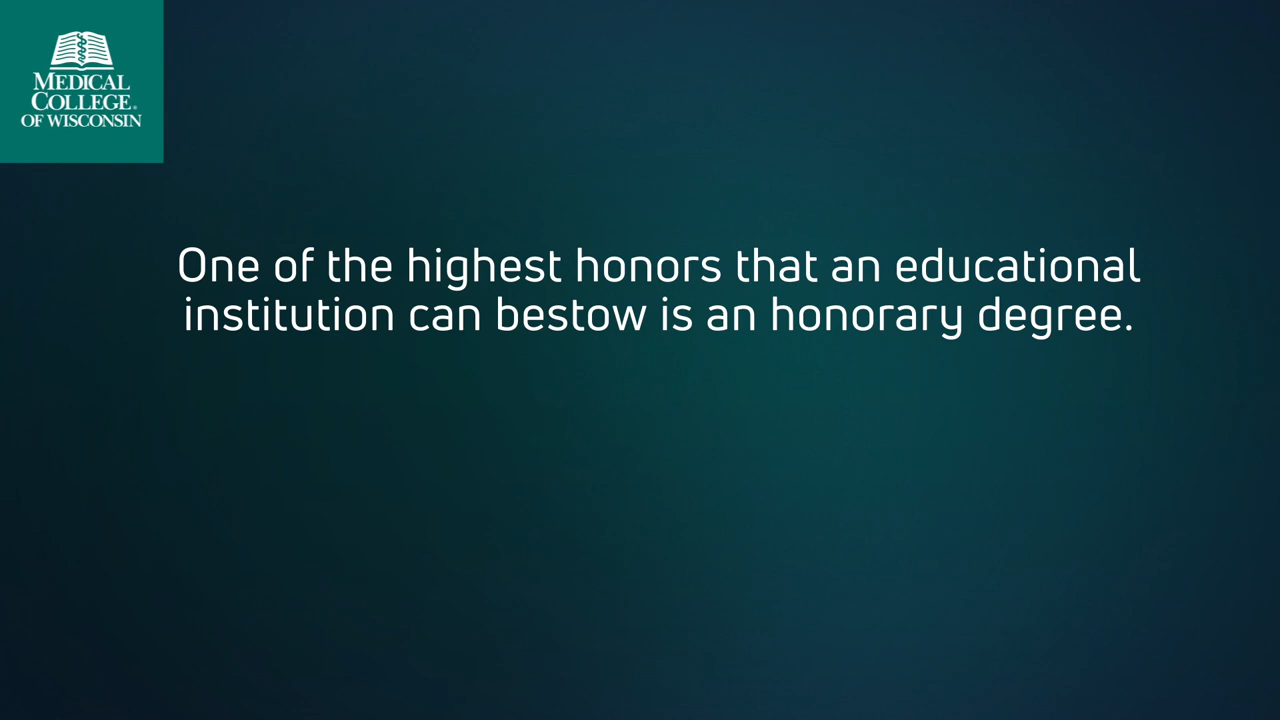 MEDICAL
COLLEGE®
OF WISCONSIN
One of the highest honors that an educational
institution can bestow is an honorary degree.